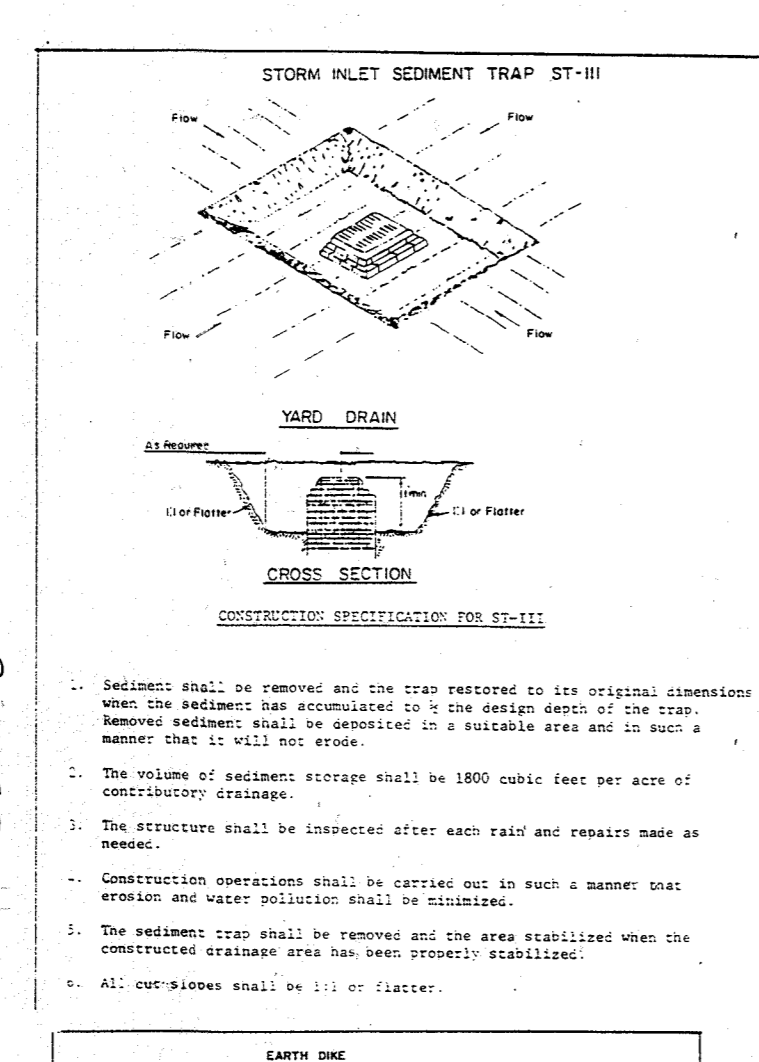 STORM INLET SEDIMENT TRAP ST-III
Flow
Flow
Flow
Flow
YARD DRAIN
As Required
1' min
1:1 or Flatter
1:1 or Flatter
CROSS SECTION
CONSTRUCTION SPECIFICATION FOR ST-III
1. Sediment shall be removed and the trap restored to its original dimensions
when the sediment has accumulated to the design depth of the trap.
Removed sediment shall be deposited in a suitable area and in such a
manner that it will not erode.
2. The volume of sediment storage shall be 1800 cubic feet per acre of
contributory drainage.
3. The structure shall be inspected after each rain and repairs made as
needed.
4. Construction operations shall be carried out in such a manner that
erosion and water pollution shall be minimized.
5. The sediment trap shall be removed and the area stabilized when the
constructed drainage area has been properly stabilized.
6. All cut slopes shall be 1:1 or flatter.
EARTH DIKE